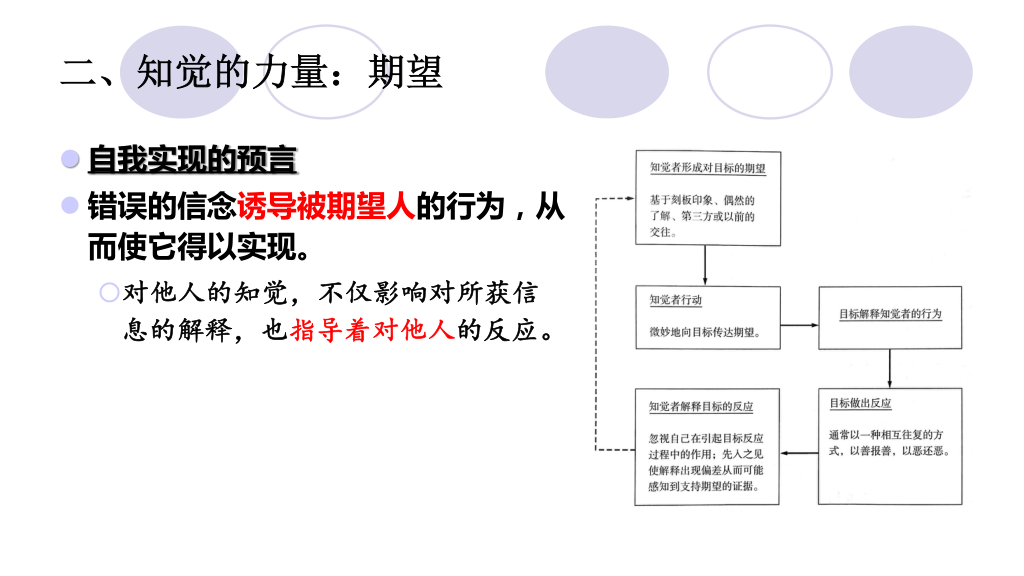 二、知觉的力量：期望
自我实现的预言
错误的信念诱导被期望人的行为，从
而使它得以实现。
对他人的知觉，不仅影响对所获信
息的解释，也指导着对他人的反应。
知觉者形成对目标的期望
基于刻板印象、偶然的
了解、第三方或以前的
交往。
知觉者行动
微妙地向目标传达期望。
目标解释知觉者的行为
目标做出反应
通常以一种相互往复的方
式，以善报善，以恶还恶。
知觉者解释目标的反应
忽视自己在引起目标反应
过程中的作用；先入之见
使解释出现偏差从而可能
感知到支持期望的证据。